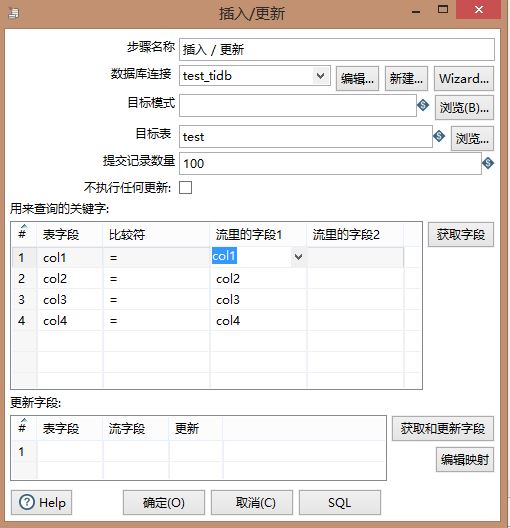 插入/更新
步骤名称 插入 / 更新
数据库连接 test_tidb 编辑... 新建... Wizard...
目标模式 浏览(B)...
目标表 test 浏览...
提交记录数量 100
不执行任何更新:
用来查询的关键字:
# 表字段 比较符 流里的字段1 流里的字段2 获取字段
1 col1 = col1
2 col2 = col2
3 col3 = col3
4 col4 = col4
更新字段:
# 表字段 流字段 更新 获取和更新字段
1
编辑映射
Help 确定(O) 取消(C) SQL